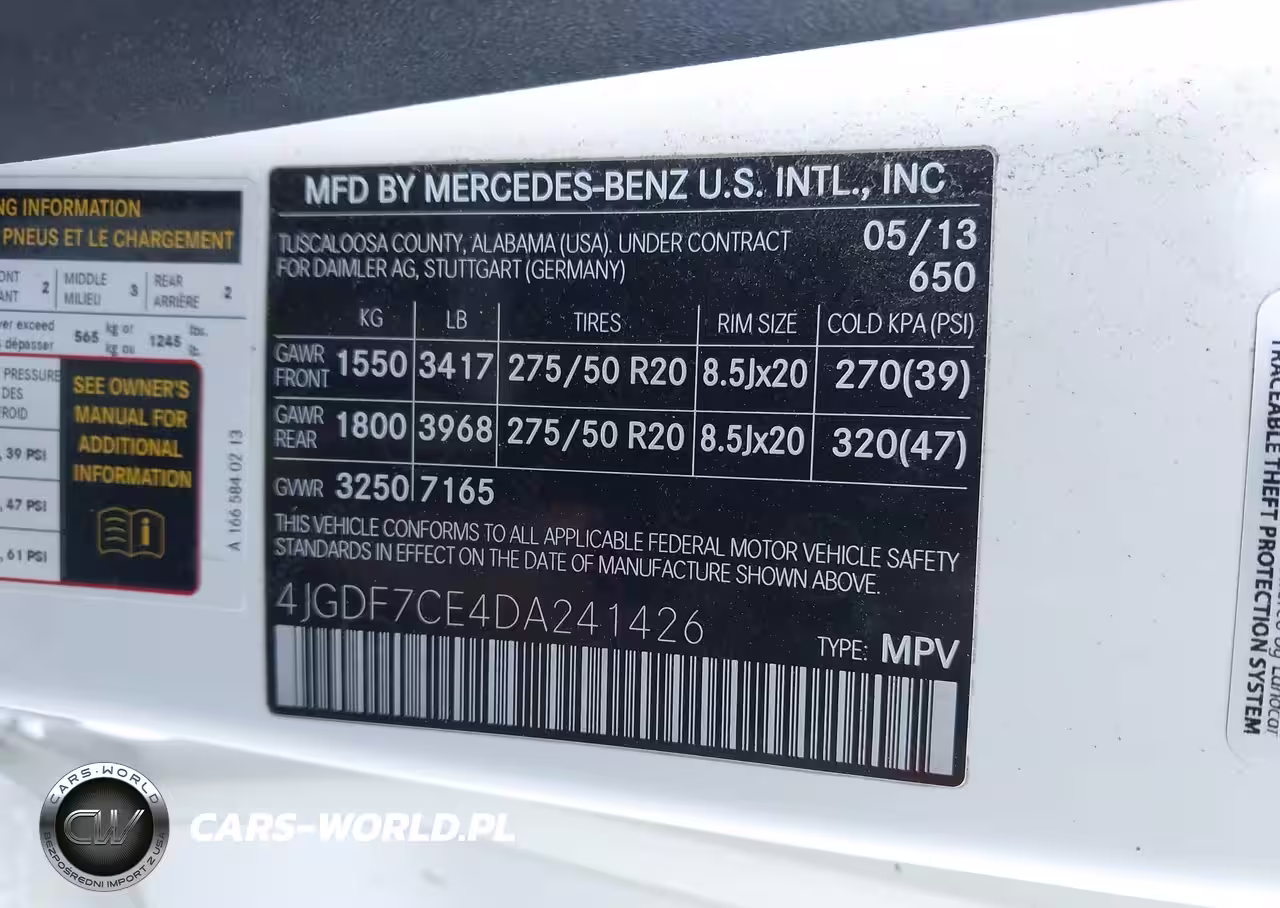 NG INFORMATION
PNEUS ET LE CHARGEMENT
ONT
ANT
2
MIDDLE
MILIEU
3
REAR
ARRIÈRE
2
ver exceed
s dépasser
565
kg or
kg ou
1245
lbs.
lb.
PRESSURE
DES
ROID
, 39 PSI
, 47 PSI
, 61 PSI
SEE OWNER'S
MANUAL FOR
ADDITIONAL
INFORMATION
A 166 584 02 13
MFD BY MERCEDES-BENZ U.S. INTL., INC
TUSCALOOSA COUNTY, ALABAMA (USA). UNDER CONTRACT
FOR DAIMLER AG, STUTTGART (GERMANY)
05/13
650
KG LB TIRES RIM SIZE COLD KPA (PSI)
GAWR
FRONT
1550 3417 275/50 R20 8.5Jx20 270(39)
GAWR
REAR
1800 3968 275/50 R20 8.5Jx20 320(47)
GVWR 3250 7165
THIS VEHICLE CONFORMS TO ALL APPLICABLE FEDERAL MOTOR VEHICLE SAFETY
STANDARDS IN EFFECT ON THE DATE OF MANUFACTURE SHOWN ABOVE.
4JGDF7CE4DA241426
TYPE: MPV
TRACEABLE THEFT PROTECTION SYSTEM
CARS-WORLD
CW
BEZPOŚREDNI IMPORT Z USA
CARS-WORLD.PL